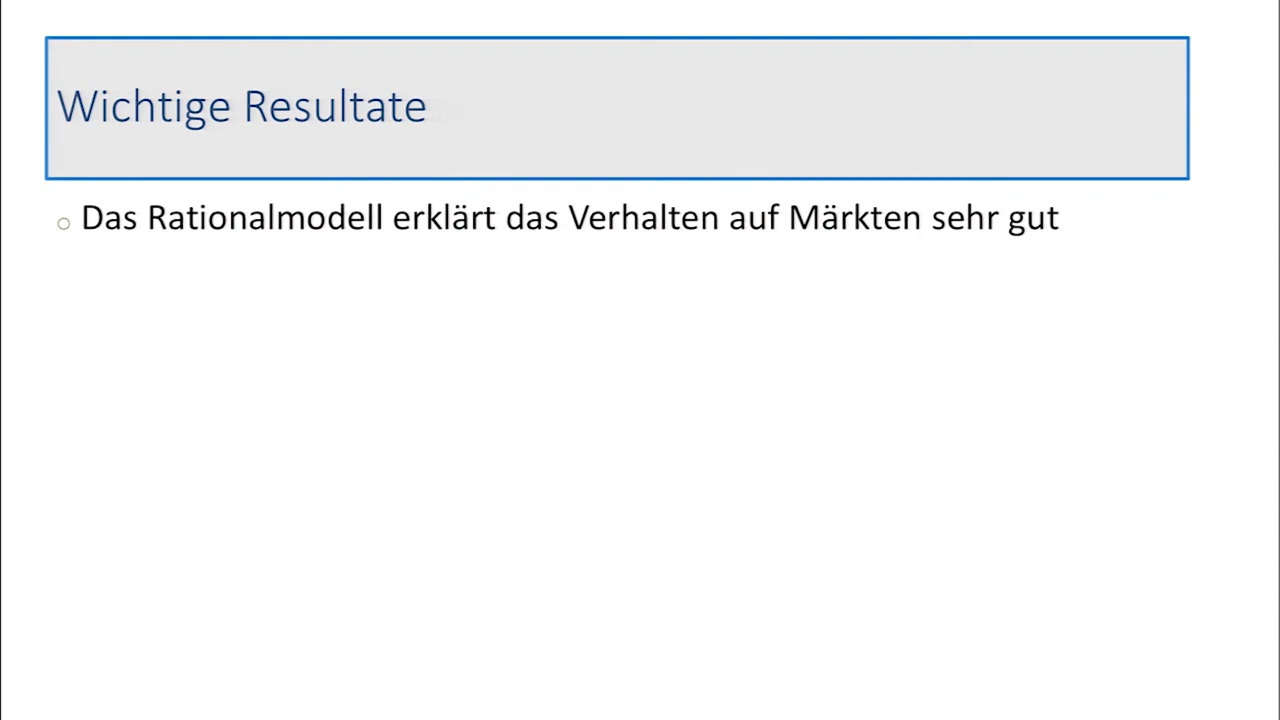 Wichtige Resultate
Das Rationalmodell erklärt das Verhalten auf Märkten sehr gut